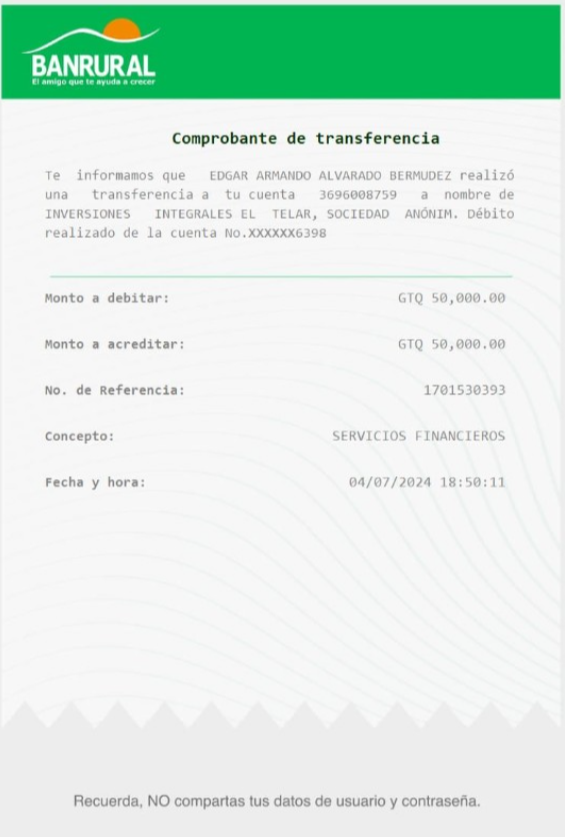 BANRURAL
El amigo que te ayuda a crecer
Comprobante de transferencia
Te informamos que EDGAR ARMANDO ALVARADO BERMUDEZ realizó
una transferencia a tu cuenta 3696008759 a nombre de
INVERSIONES INTEGRALES EL TELAR, SOCIEDAD ANÓNIM. Débito
realizado de la cuenta No.XXXXXX6398
Monto a debitar: GTQ 50,000.00
Monto a acreditar: GTQ 50,000.00
No. de Referencia: 1701530393
Concepto: SERVICIOS FINANCIEROS
Fecha y hora: 04/07/2024 18:50:11
Recuerda, NO compartas tus datos de usuario y contraseña.